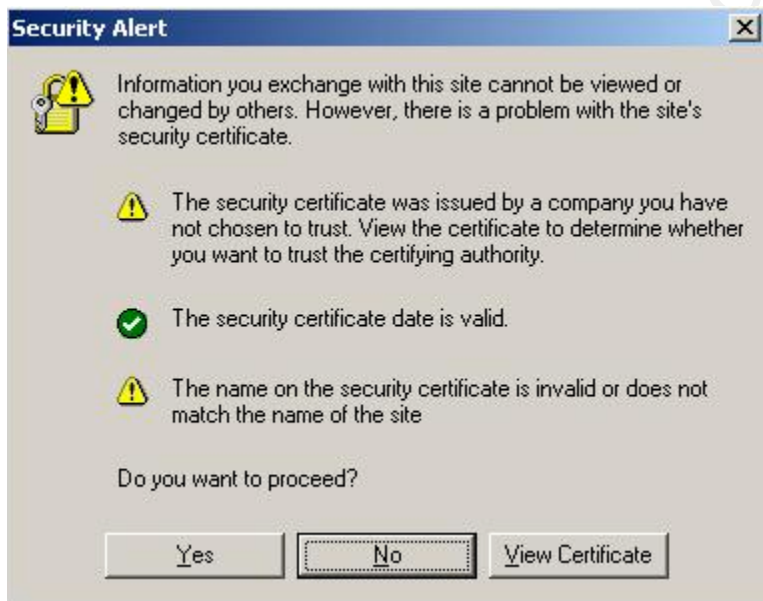 Security Alert
Information you exchange with this site cannot be viewed or
changed by others. However, there is a problem with the site's
security certificate.
The security certificate was issued by a company you have
not chosen to trust. View the certificate to determine whether
you want to trust the certifying authority.
The security certificate date is valid.
The name on the security certificate is invalid or does not
match the name of the site
Do you want to proceed?
Yes No View Certificate